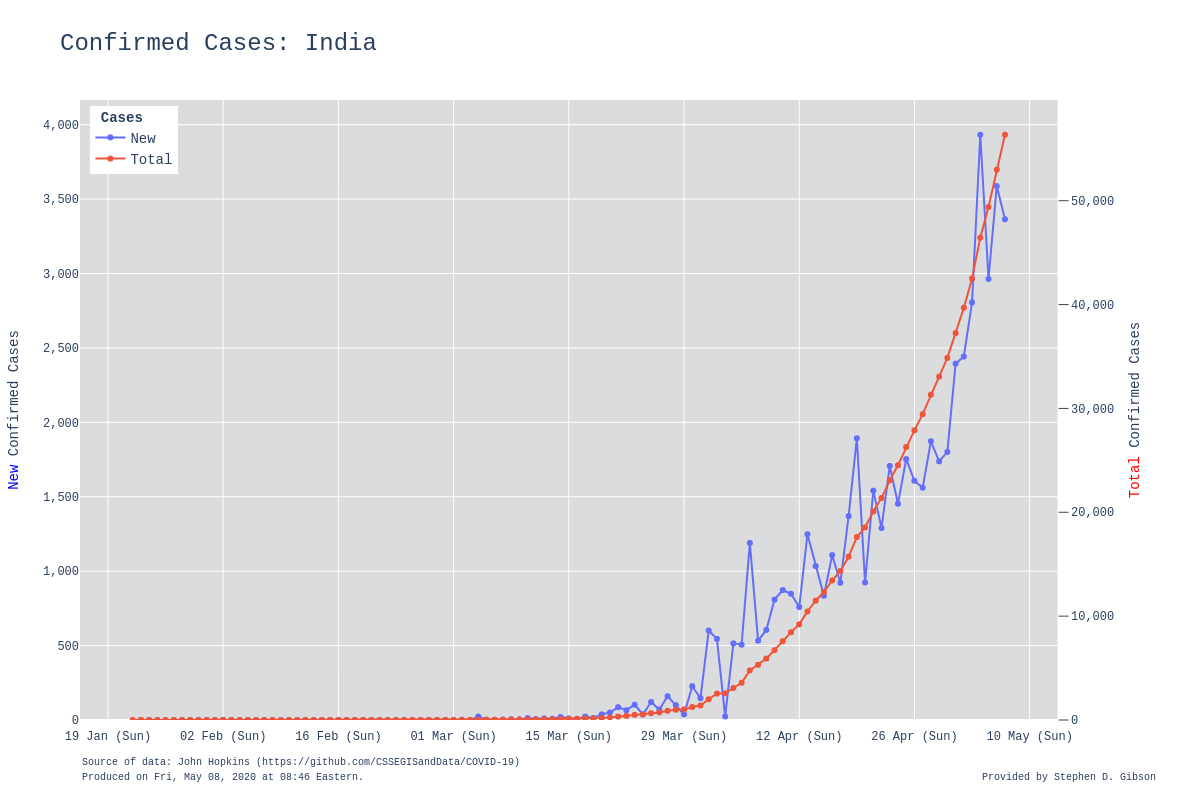 Confirmed Cases: India
Cases
New
Total
4,000
3,500
3,000
2,500
2,000
1,500
1,000
500
0
New Confirmed Cases
50,000
40,000
30,000
20,000
10,000
0
Total Confirmed Cases
19 Jan (Sun) 02 Feb (Sun) 16 Feb (Sun) 01 Mar (Sun) 15 Mar (Sun) 29 Mar (Sun) 12 Apr (Sun) 26 Apr (Sun) 10 May (Sun)
Source of data: John Hopkins (https://github.com/CSSEGISandData/COVID-19)
Produced on Fri, May 08, 2020 at 08:46 Eastern.
Provided by Stephen D. Gibson